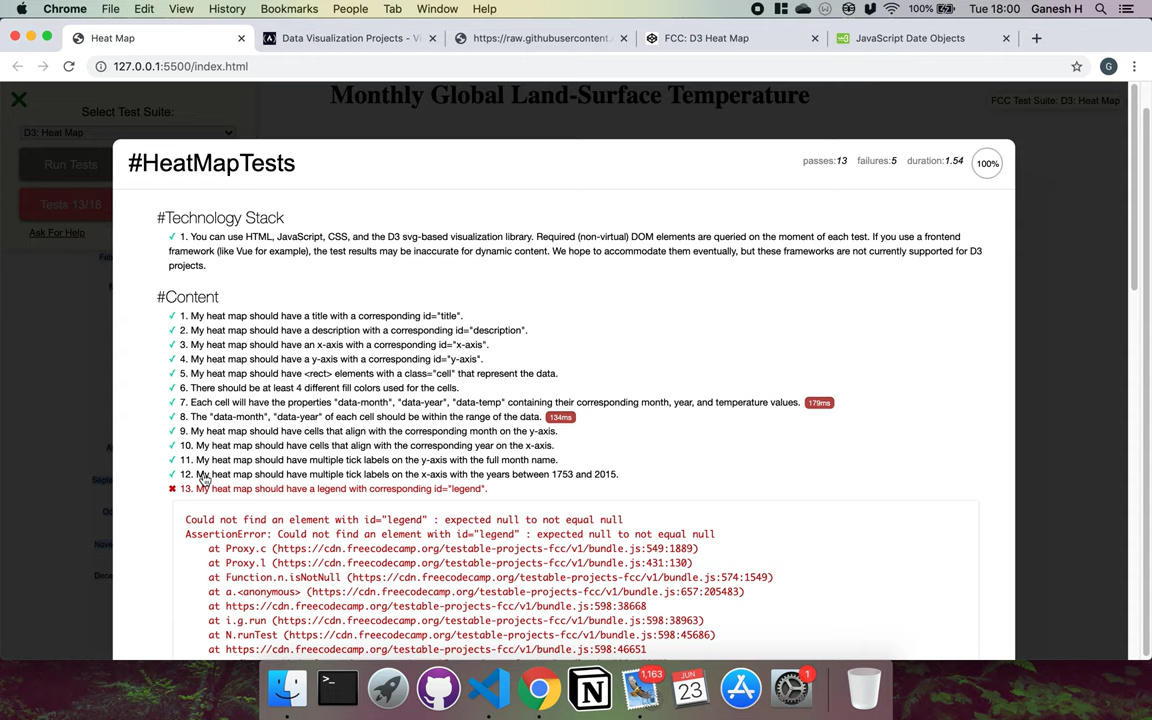 Chrome File Edit View History Bookmarks People Tab Window Help 100% Tue 18:00 Ganesh H
Heat Map Data Visualization Projects - Vi https://raw.githubusercontent. FCC: D3 Heat Map JavaScript Date Objects
127.0.0.1:5500/index.html G
Monthly Global Land-Surface Temperature
Select Test Suite: FCC Test Suite: D3: Heat Map
D3: Heat Map
Run Tests
Tests 13/18
Ask For Help
#HeatMapTests
passes:13 failures:5 duration:1.54 100%
#Technology Stack
✓ 1. You can use HTML, JavaScript, CSS, and the D3 svg-based visualization library. Required (non-virtual) DOM elements are queried on the moment of each test. If you use a frontend
framework (like Vue for example), the test results may be inaccurate for dynamic content. We hope to accommodate them eventually, but these frameworks are not currently supported for D3
projects.
#Content
✓ 1. My heat map should have a title with a corresponding id="title".
✓ 2. My heat map should have a description with a corresponding id="description".
✓ 3. My heat map should have an x-axis with a corresponding id="x-axis".
✓ 4. My heat map should have a y-axis with a corresponding id="y-axis".
✓ 5. My heat map should have <rect> elements with a class="cell" that represent the data.
✓ 6. There should be at least 4 different fill colors used for the cells.
✓ 7. Each cell will have the properties "data-month", "data-year", "data-temp" containing their corresponding month, year, and temperature values. 179ms
✓ 8. The "data-month", "data-year" of each cell should be within the range of the data. 134ms
✓ 9. My heat map should have cells that align with the corresponding month on the y-axis.
✓ 10. My heat map should have cells that align with the corresponding year on the x-axis.
✓ 11. My heat map should have multiple tick labels on the y-axis with the full month name.
✓ 12. My heat map should have multiple tick labels on the x-axis with the years between 1753 and 2015.
✖ 13. My heat map should have a legend with corresponding id="legend".
Could not find an element with id="legend" : expected null to not equal null
AssertionError: Could not find an element with id="legend" : expected null to not equal null
at Proxy.c (https://cdn.freecodecamp.org/testable-projects-fcc/v1/bundle.js:549:1889)
at Proxy.l (https://cdn.freecodecamp.org/testable-projects-fcc/v1/bundle.js:431:130)
at Function.n.isNotNull (https://cdn.freecodecamp.org/testable-projects-fcc/v1/bundle.js:574:1549)
at a.<anonymous> (https://cdn.freecodecamp.org/testable-projects-fcc/v1/bundle.js:657:205483)
at https://cdn.freecodecamp.org/testable-projects-fcc/v1/bundle.js:598:38668
at i.g.run (https://cdn.freecodecamp.org/testable-projects-fcc/v1/bundle.js:598:38963)
at N.runTest (https://cdn.freecodecamp.org/testable-projects-fcc/v1/bundle.js:598:45686)
at https://cdn.freecodecamp.org/testable-projects-fcc/v1/bundle.js:598:46651
1,163 JUN 23 1